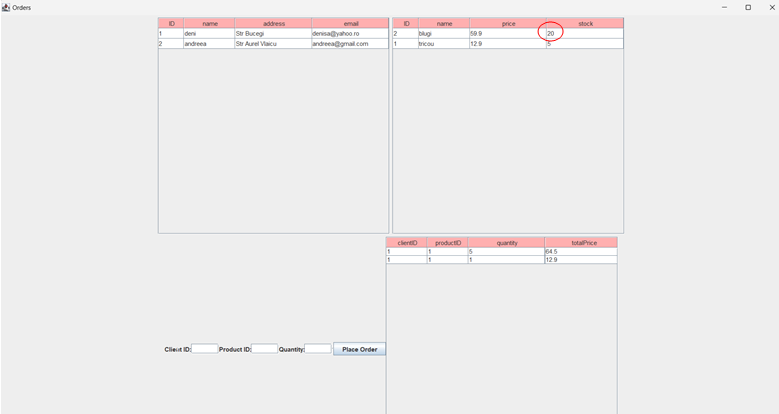 Orders
ID name address email
1 deni Str Bucegi denisa@yahoo.ro
2 andreea Str Aurel Vlaicu andreea@gmail.com
ID name price stock
2 blugi 59.9 20
1 tricou 12.9 5
clientID productID quantity totalPrice
1 1 5 64.5
1 1 1 12.9
Client ID: Product ID: Quantity: Place Order